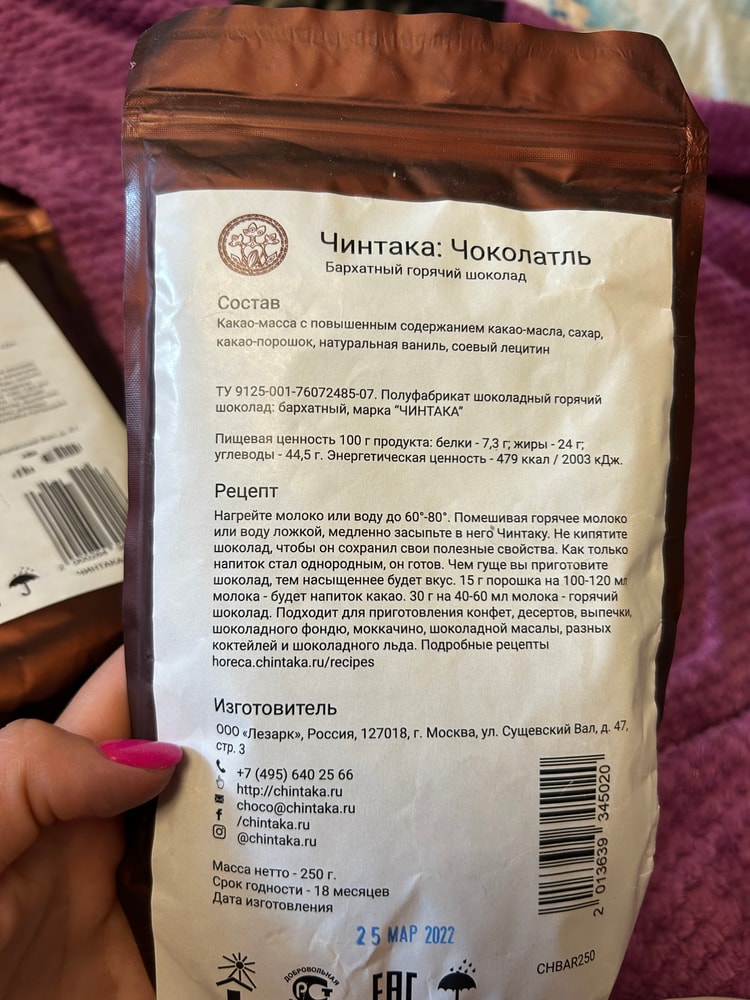 Чинтака: Чоколатль
Бархатный горячий шоколад
Состав
Какао-масса с повышенным содержанием какао-масла, сахар,
какао-порошок, натуральная ваниль, соевый лецитин
ТУ 9125-001-76072485-07. Полуфабрикат шоколадный горячий
шоколад: бархатный, марка “ЧИНТАКА”
Пищевая ценность 100 г продукта: белки - 7,3 г; жиры - 24 г;
углеводы - 44,5 г. Энергетическая ценность - 479 ккал / 2003 кДж.
Рецепт
Нагрейте молоко или воду до 60°-80°. Помешивая горячее молоко
или воду ложкой, медленно засыпьте в него Чинтаку. Не кипятите
шоколад, чтобы он сохранил свои полезные свойства. Как только
напиток стал однородным, он готов. Чем гуще вы приготовите
шоколад, тем насыщеннее будет вкус. 15 г порошка на 100-120 мл
молока - будет напиток какао. 30 г на 40-60 мл молока - горячий
шоколад. Подходит для приготовления конфет, десертов, выпечки,
шоколадного фондю, моккачино, шоколадной масалы, разных
коктейлей и шоколадного льда. Подробные рецепты
horeca.chintaka.ru/recipes
Изготовитель
ООО «Лезарк», Россия, 127018, г. Москва, ул. Сущевский Вал, д. 47,
стр. 3
+7 (495) 640 25 66
http://chintaka.ru
choco@chintaka.ru
/chintaka.ru
@chintaka.ru
Масса нетто - 250 г.
Срок годности - 18 месяцев
Дата изготовления
25 МАР 2022
2 013639 345020
CHBAR250
ДОБРОВОЛЬНАЯ
РСТ
ЕАС
ЧИНТАКА